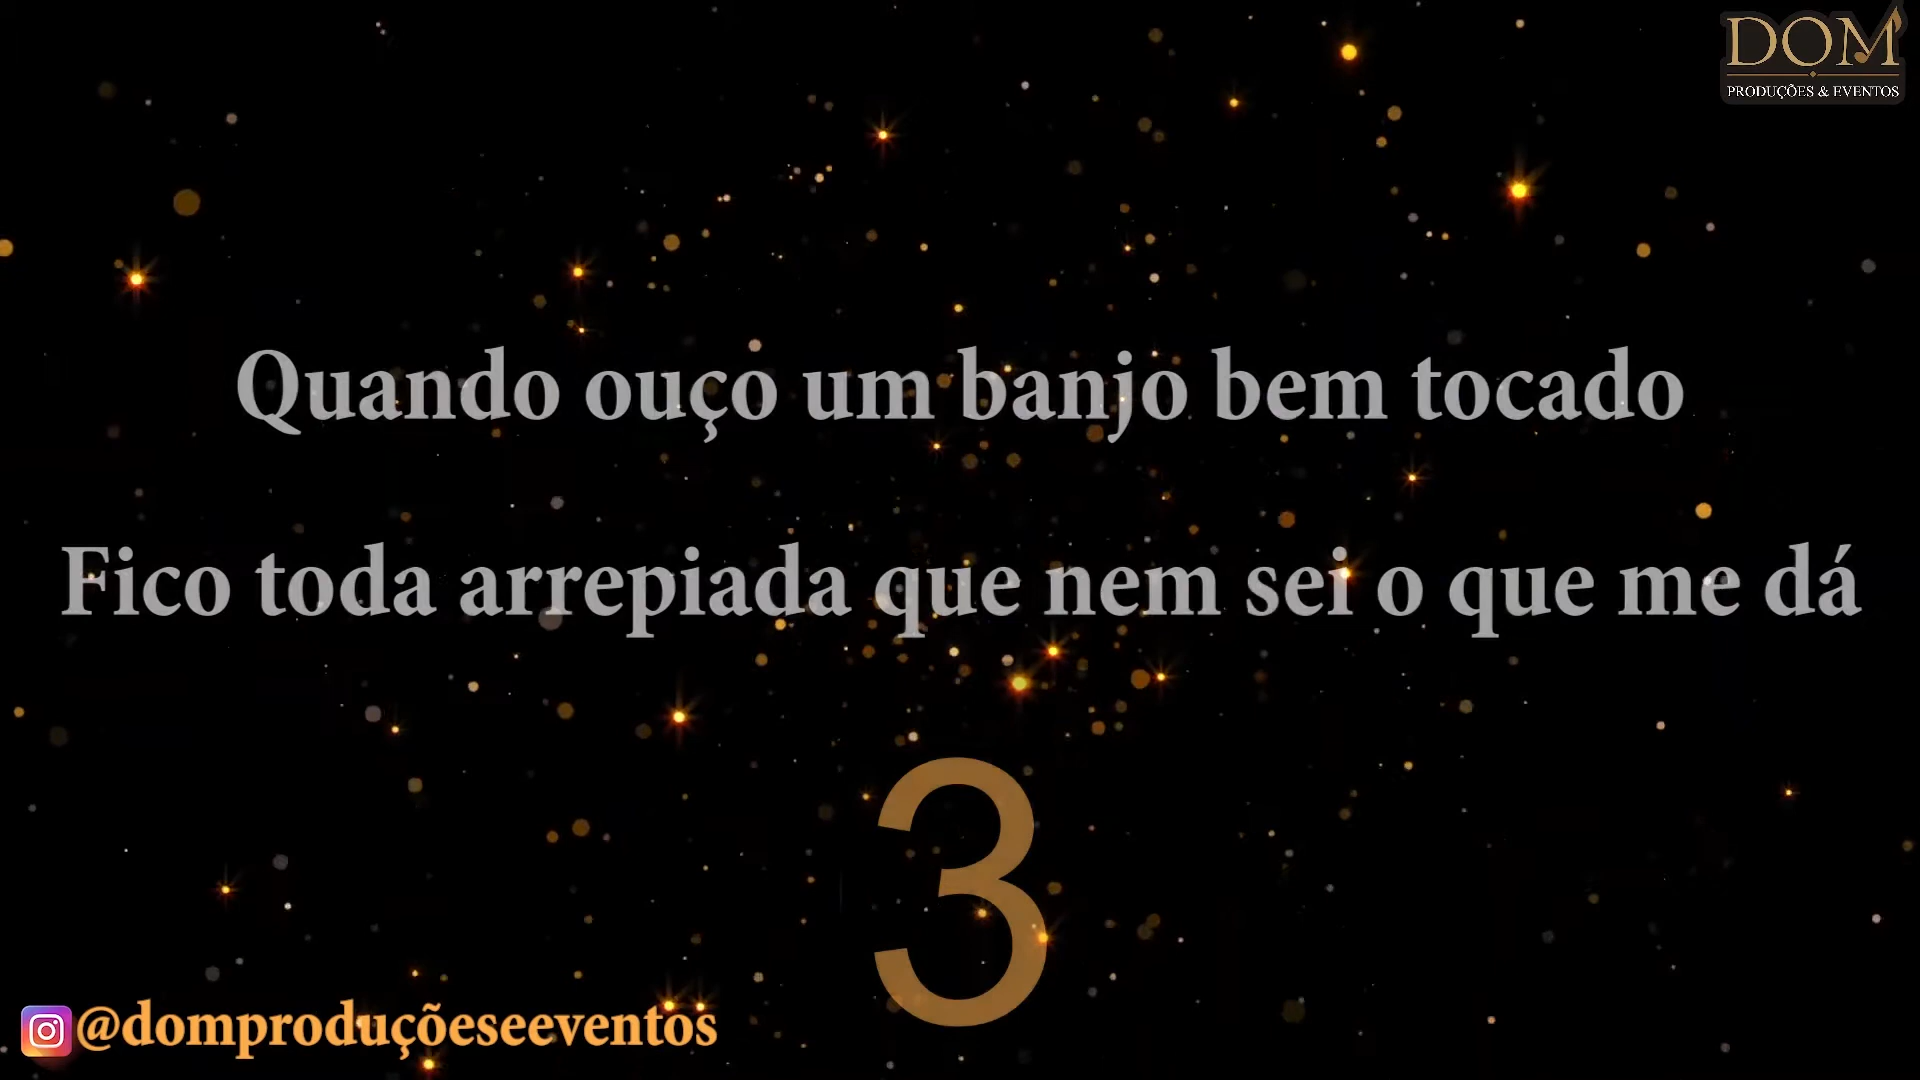 DOM
PRODUÇÕES & EVENTOS
Quando ouço um banjo bem tocado
Fico toda arrepiada que nem sei o que me dá
3
@domproduçõeseeventos